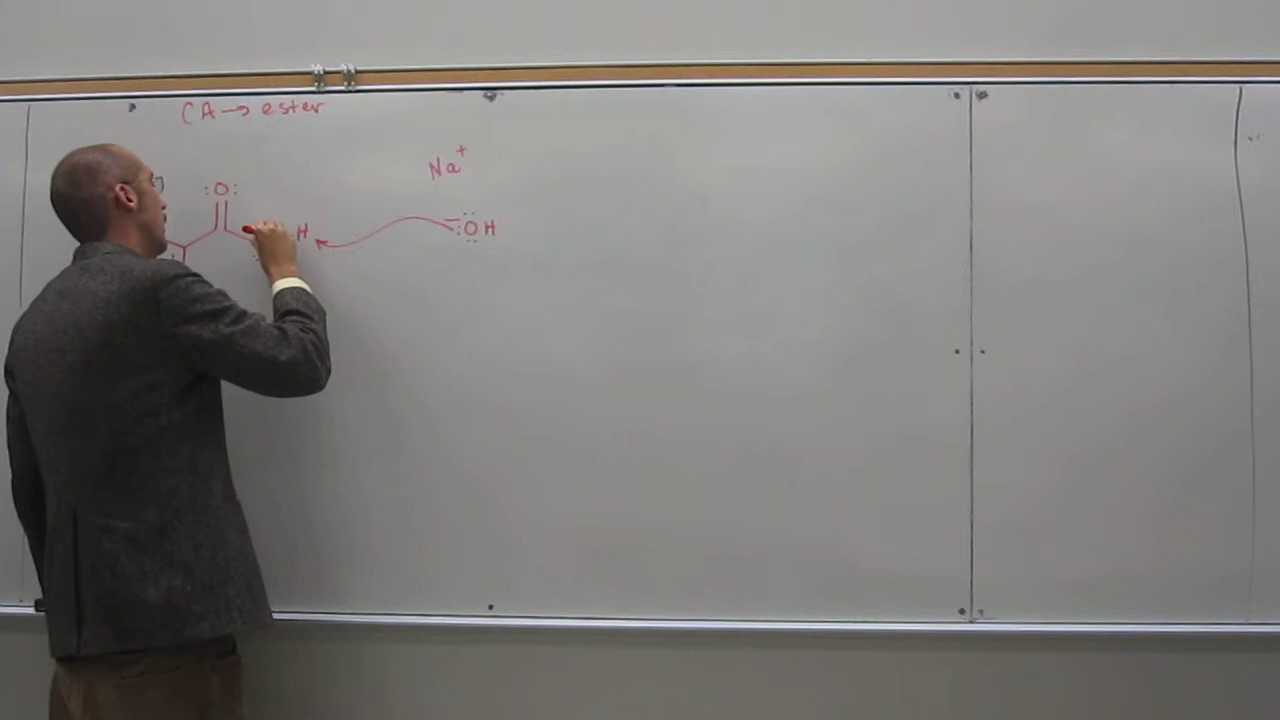 CA → ester
Na+
:O:
H
-:OH